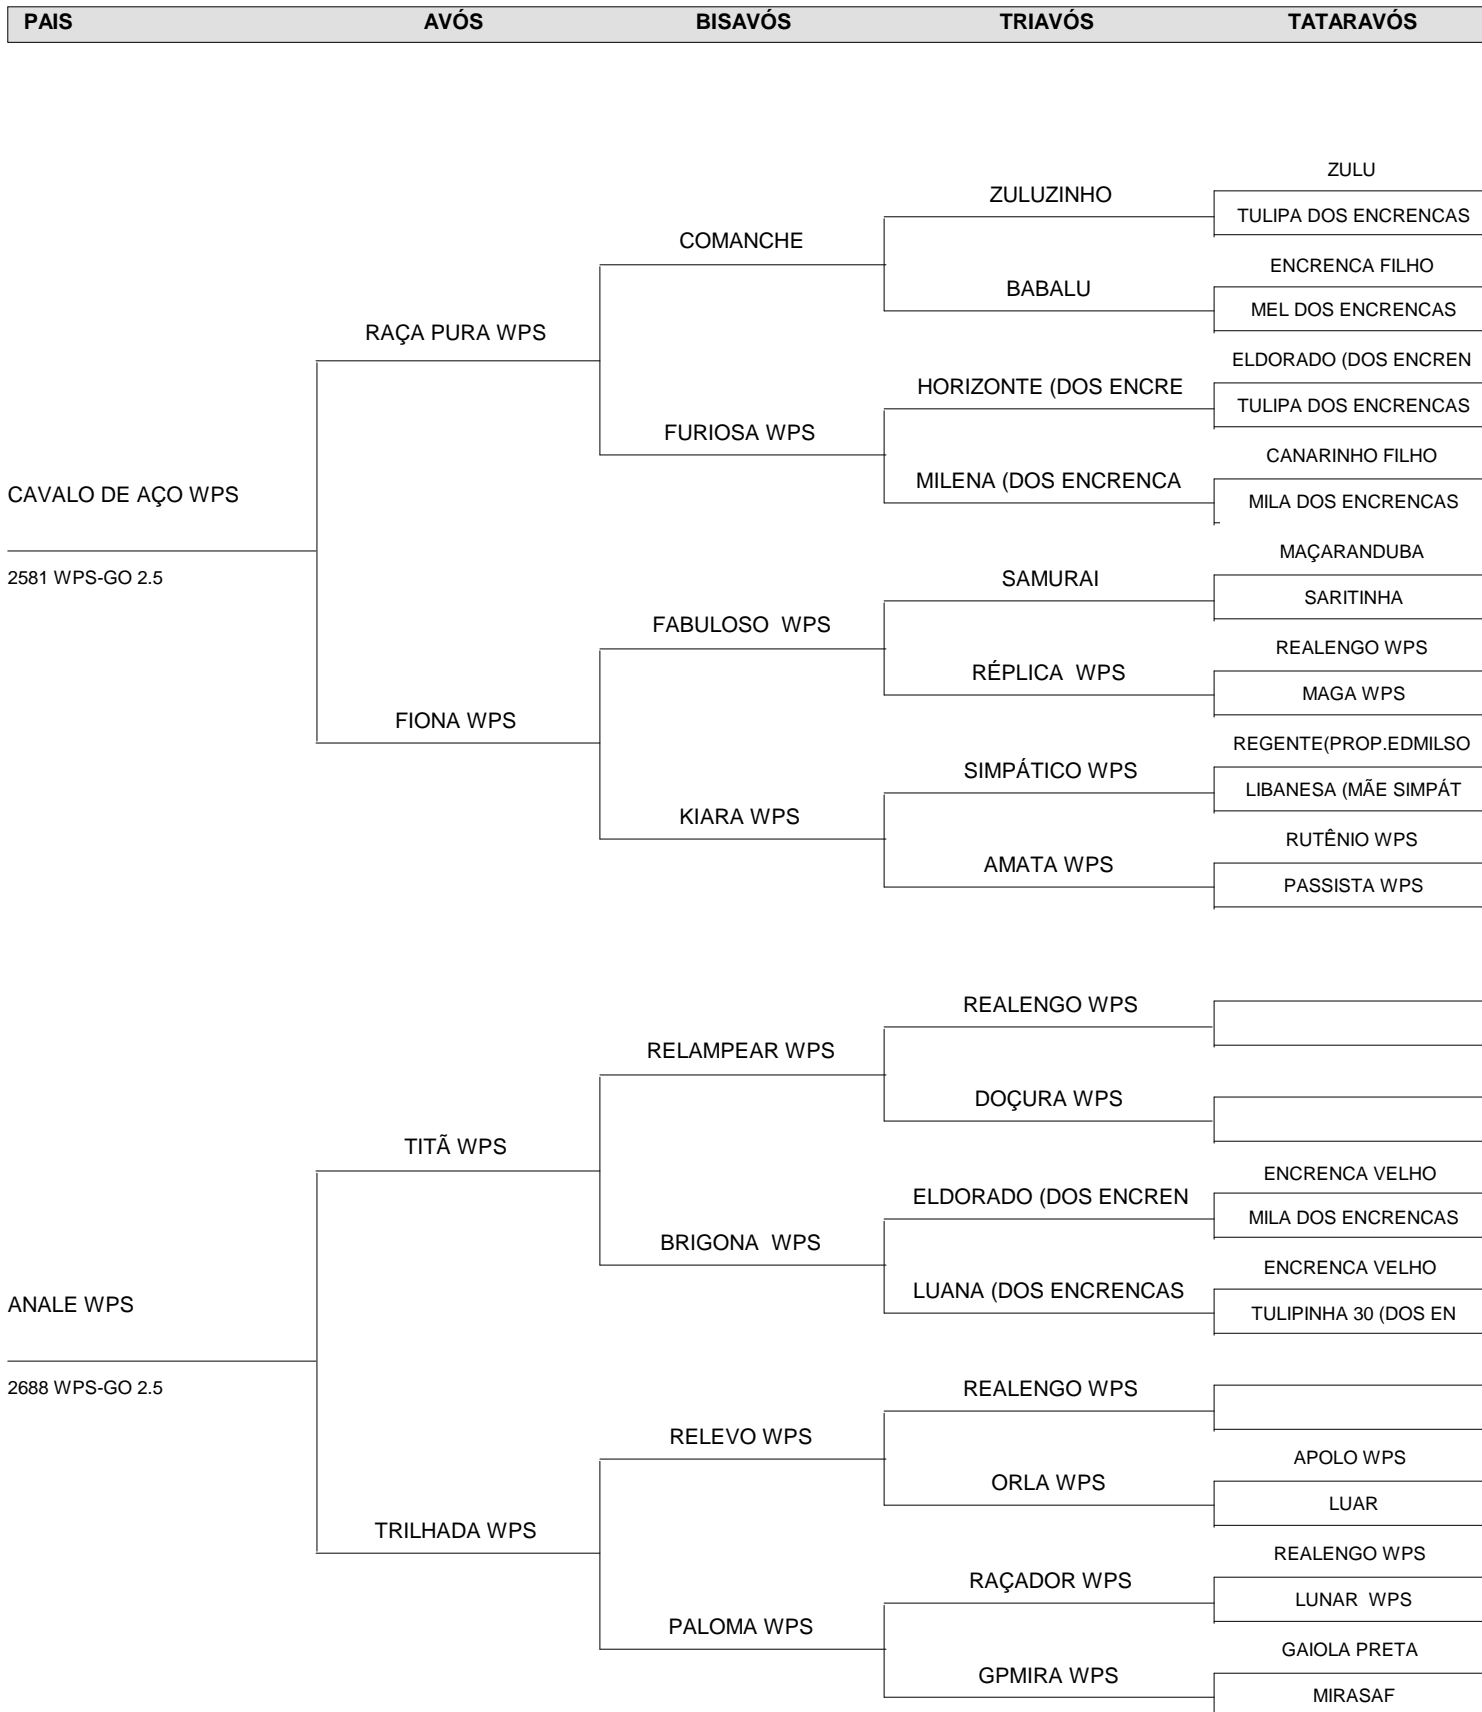 PAIS AVÓS BISAVÓS TRIAVÓS TATARAVÓS
ZULU
ZULUZINHO
TULIPA DOS ENCRENCAS
COMANCHE
ENCRENCA FILHO
BABALU
MEL DOS ENCRENCAS
RAÇA PURA WPS
ELDORADO (DOS ENCREN
HORIZONTE (DOS ENCRE
TULIPA DOS ENCRENCAS
FURIOSA WPS
CANARINHO FILHO
MILENA (DOS ENCRENCA
CAVALO DE AÇO WPS
MILA DOS ENCRENCAS
MAÇARANDUBA
2581 WPS-GO 2.5
SAMURAI
SARITINHA
FABULOSO  WPS
REALENGO WPS
RÉPLICA  WPS
MAGA WPS
FIONA WPS
REGENTE(PROP.EDMILSO
SIMPÁTICO WPS
LIBANESA (MÃE SIMPÁT
KIARA WPS
RUTÊNIO WPS
AMATA WPS
PASSISTA WPS
REALENGO WPS
RELAMPEAR WPS
DOÇURA WPS
TITÃ WPS
ENCRENCA VELHO
ELDORADO (DOS ENCREN
MILA DOS ENCRENCAS
BRIGONA  WPS
ENCRENCA VELHO
LUANA (DOS ENCRENCAS
ANALE WPS
TULIPINHA 30 (DOS EN
2688 WPS-GO 2.5
REALENGO WPS
RELEVO WPS
APOLO WPS
ORLA WPS
LUAR
TRILHADA WPS
REALENGO WPS
RAÇADOR WPS
LUNAR  WPS
PALOMA WPS
GAIOLA PRETA
GPMIRA WPS
MIRASAF